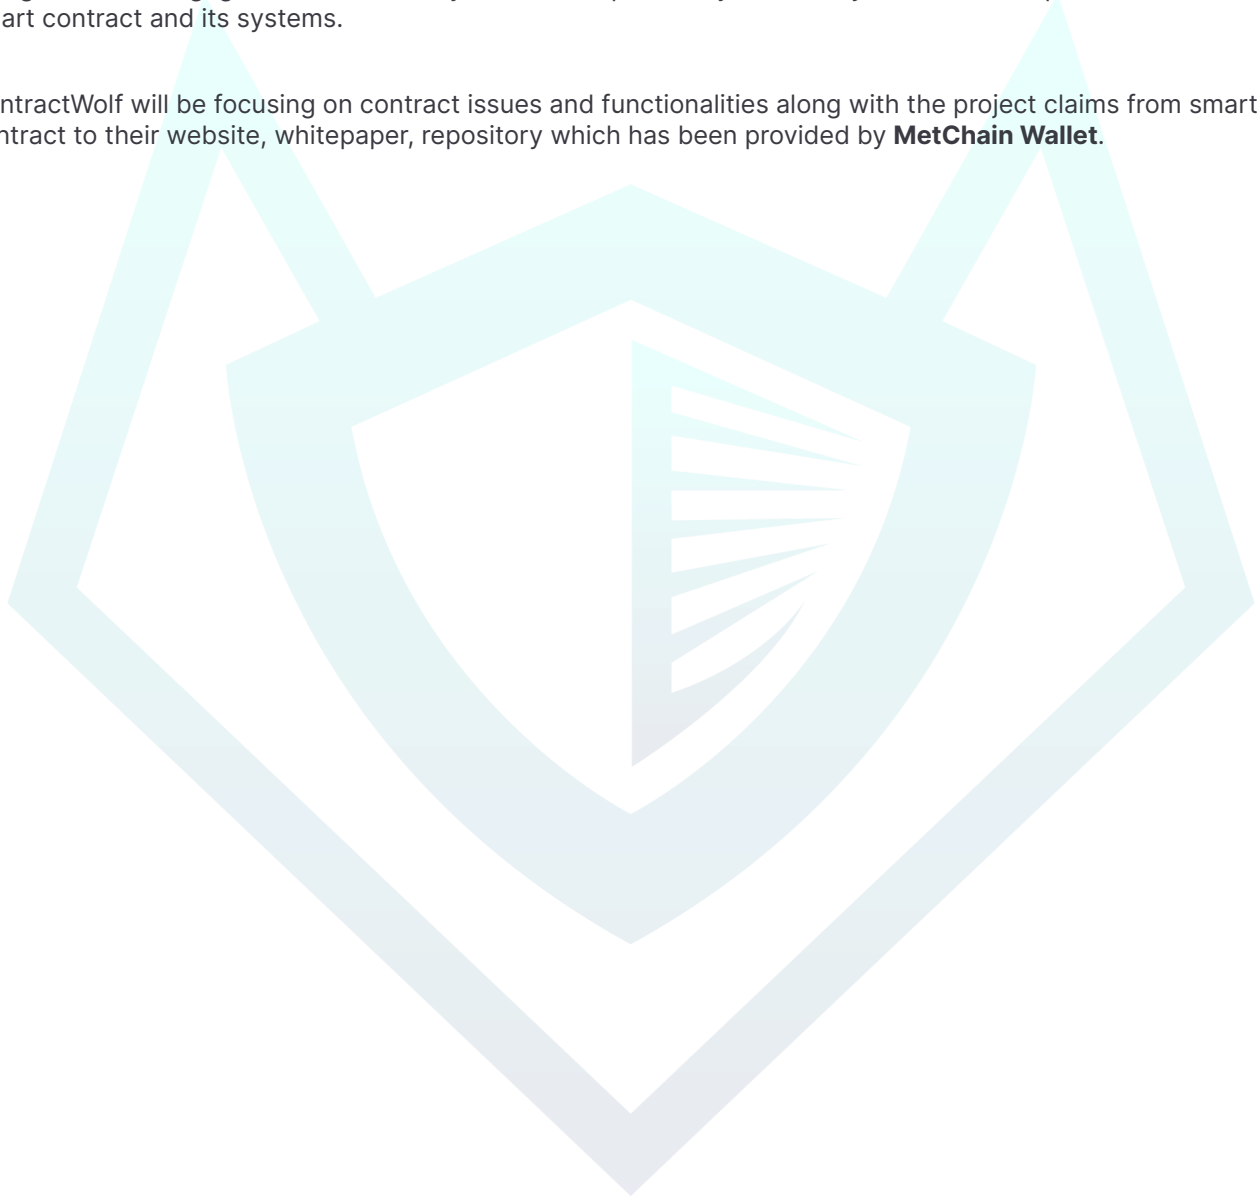 art contract and its systems.
ntractWolf will be focusing on contract issues and functionalities along with the project claims from smart
ntract to their website, whitepaper, repository which has been provided by MetChain Wallet.